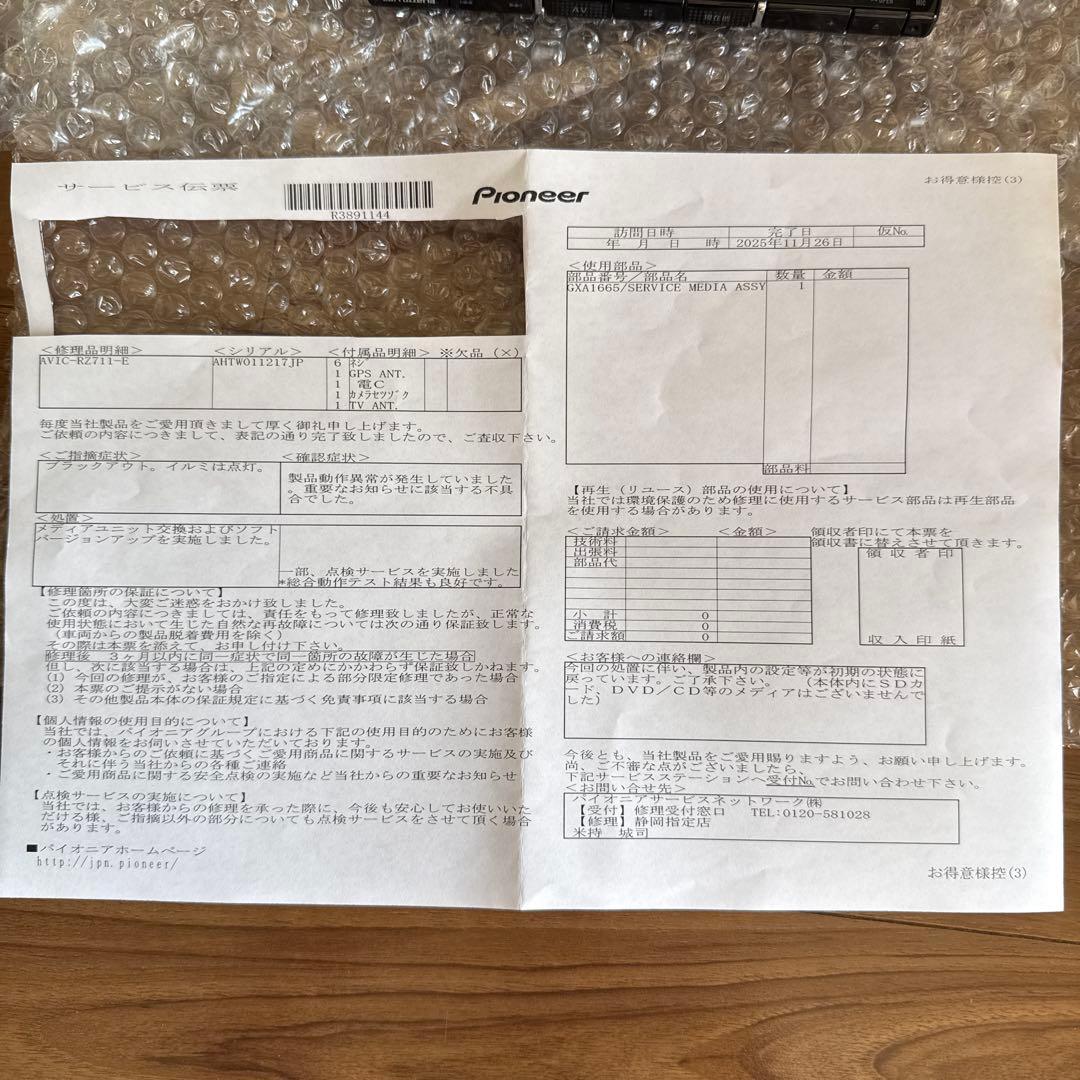 AV
現在地
OPEN
MIC
サービス伝票
R3891144
Pioneer
お得意様控(3)
訪問日時 完了日 仮No.
年 月 日 時 2025年11月26日
＜使用部品＞
部品番号／部品名 数量 金額
GXA1665/SERVICE MEDIA ASSY 1
部品料
＜修理品明細＞ ＜シリアル＞ ＜付属品明細＞ ※欠品（×）
AVIC-RZ711-E AHTW011217JP 6 ﾈｼﾞ
1 GPS ANT.
1 電C
1 ｶﾒﾗｾﾂｿﾞｸ
1 TV ANT.
毎度当社製品をご愛用頂きまして厚く御礼申し上げます。
ご依頼の内容につきまして、表記の通り完了致しましたので、ご査収下さい。
＜ご指摘症状＞ ＜確認症状＞
ブラックアウト。イルミは点灯。
製品動作異常が発生していました
。重要なお知らせに該当する不具
合でした。
＜処置＞
メディアユニット交換およびソフト
バージョンアップを実施しました。
一部、点検サービスを実施しました
*総合動作テスト結果も良好です。
【修理箇所の保証について】
この度は、大変ご迷惑をおかけ致しました。
ご依頼の内容につきましては、責任をもって修理致しましたが、正常な
使用状態において生じた自然な再故障については次の通り保証致します。
（車両からの製品脱着費用を除く）
その際は本票を添えて、お申し付け下さい。
修理後 3ヶ月以内に同一症状で同一箇所の故障が生じた場合
但し、次に該当する場合は、上記の定めにかかわらず保証致しかねます。
(1) 今回の修理が、お客様のご指定による部分限定修理であった場合
(2) 本票のご提示がない場合
(3) その他製品本体の保証規定に基づく免責事項に該当する場合
【個人情報の使用目的について】
当社では、パイオニアグループにおける下記の使用目的のためにお客様
の個人情報をお伺いさせていただいております。
・お客様からのご依頼に基づくご愛用商品に関するサービスの実施及び
それに伴う当社からの各種ご連絡
・ご愛用商品に関する安全点検の実施など当社からの重要なお知らせ
【点検サービスの実施について】
当社では、お客様からの修理を承った際に、今後も安心してお使いいた
だける様、ご指摘以外の部分についても点検サービスをさせて頂く場合
があります。
■パイオニアホームページ
http://jpn.pioneer/
【再生（リユース）部品の使用について】
当社では環境保護のため修理に使用するサービス部品は再生部品
を使用する場合があります。
＜ご請求金額＞ ＜金額＞
技術料
出張料
部品代
小 計 0
消費税 0
ご請求額 0
領収者印にて本票を
領収書に替えさせて頂きます。
領収者印
収入印紙
＜お客様への連絡欄＞
今回の処置に伴い、製品内の設定等が初期の状態に
戻っています。ご了承下さい。 （本体内にＳＤカ
ード、ＤＶＤ／ＣＤ等のメディアはございませんで
した）
今後とも、当社製品をご愛用賜りますよう、お願い申し上げます。
尚、ご不審な点がございましたら、
下記サービスステーションへ受付No.でお問い合わせ下さい。
＜お問い合せ先＞
パイオニアサービスネットワーク㈱
【受付】修理受付窓口 TEL:0120-581028
【修理】静岡指定店
米持 城司
お得意様控(3)